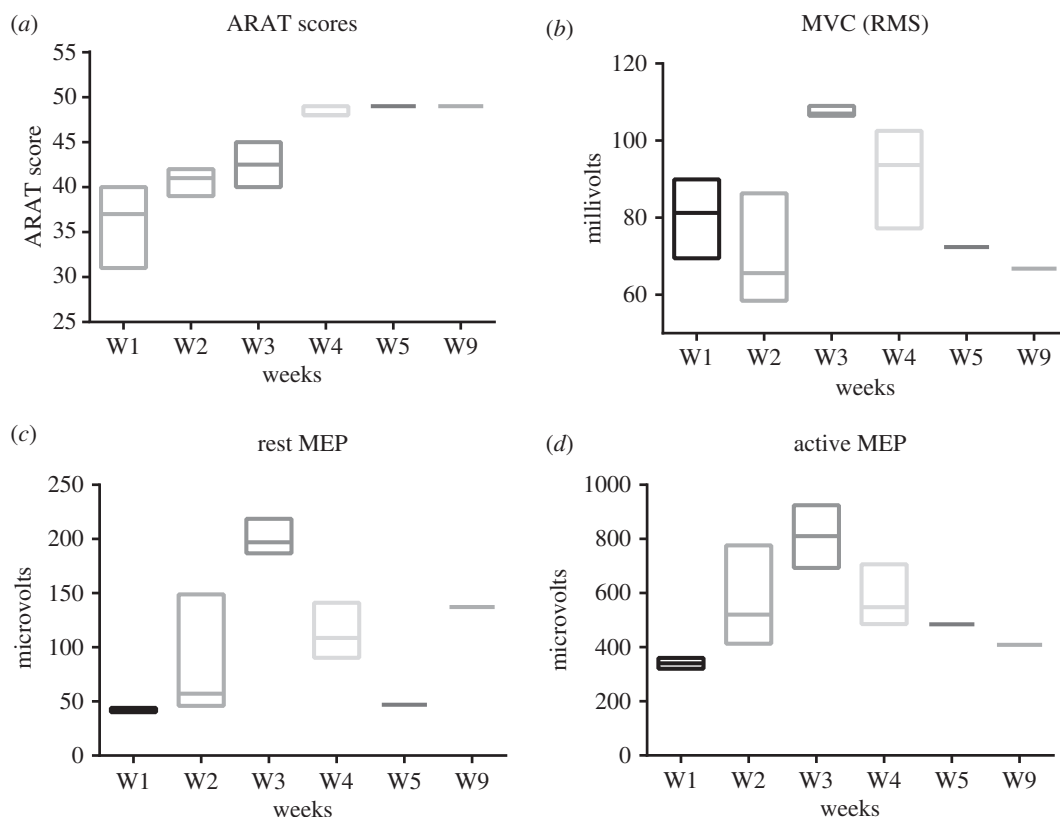 (a) ARAT scores
55
50
45
40
35
30
25
ARAT score
W1 W2 W3 W4 W5 W9
weeks
(b) MVC (RMS)
120
100
80
60
millivolts
W1 W2 W3 W4 W5 W9
weeks
(c) rest MEP
250
200
150
100
50
0
microvolts
W1 W2 W3 W4 W5 W9
weeks
(d) active MEP
1000
800
600
400
200
0
microvolts
W1 W2 W3 W4 W5 W9
weeks